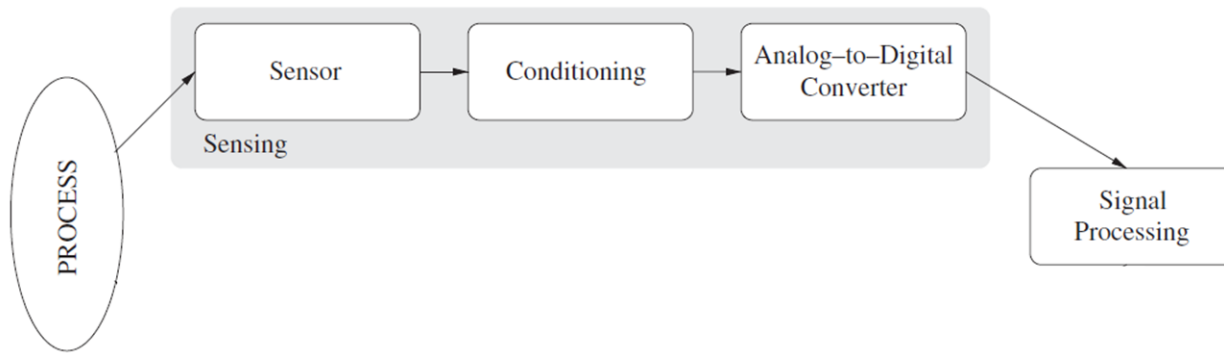 PROCESS
Sensor
Conditioning
Analog–to–Digital
Converter
Sensing
Signal
Processing